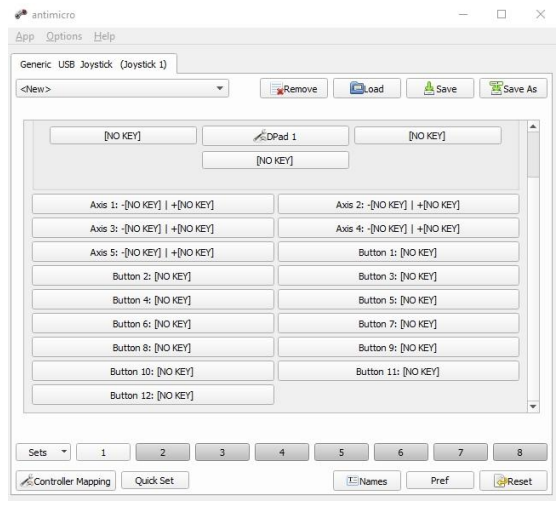 antimicro
App Options Help
Generic USB Joystick (Joystick 1)
<New> Remove Load Save Save As
[NO KEY] DPad 1 [NO KEY]
[NO KEY]
Axis 1: -[NO KEY] | +[NO KEY] Axis 2: -[NO KEY] | +[NO KEY]
Axis 3: -[NO KEY] | +[NO KEY] Axis 4: -[NO KEY] | +[NO KEY]
Axis 5: -[NO KEY] | +[NO KEY] Button 1: [NO KEY]
Button 2: [NO KEY] Button 3: [NO KEY]
Button 4: [NO KEY] Button 5: [NO KEY]
Button 6: [NO KEY] Button 7: [NO KEY]
Button 8: [NO KEY] Button 9: [NO KEY]
Button 10: [NO KEY] Button 11: [NO KEY]
Button 12: [NO KEY]
Sets 1 2 3 4 5 6 7 8
Controller Mapping Quick Set Names Pref Reset